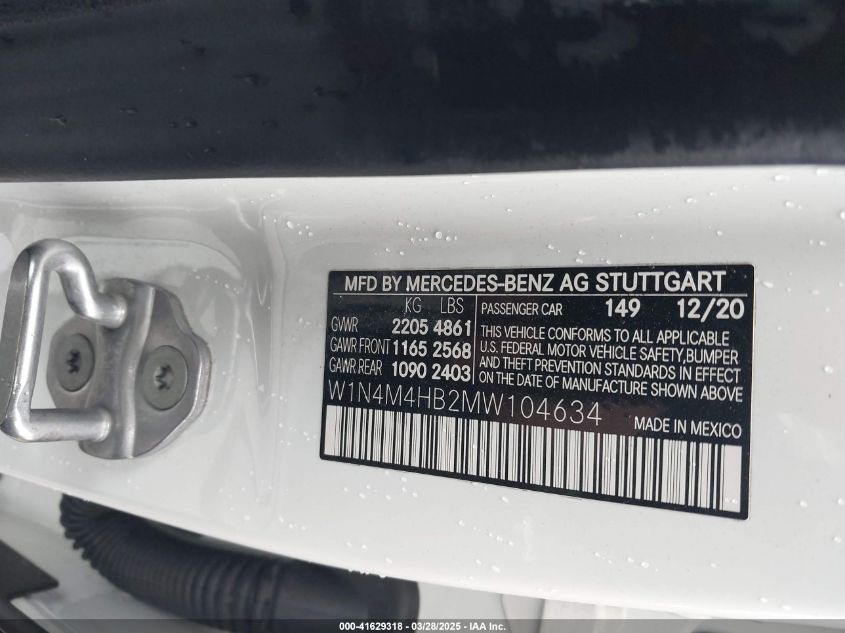 MFD BY MERCEDES-BENZ AG STUTTGART
KG LBS
GVWR 2205 4861
GAWR FRONT 1165 2568
GAWR REAR 1090 2403
PASSENGER CAR 149 12/20
THIS VEHICLE CONFORMS TO ALL APPLICABLE
U.S. FEDERAL MOTOR VEHICLE SAFETY, BUMPER
AND THEFT PREVENTION STANDARDS IN EFFECT
ON THE DATE OF MANUFACTURE SHOWN ABOVE
W1N4M4HB2MW104634
MADE IN MEXICO
000-41629318 — 03/28/2025 — IAA Inc.